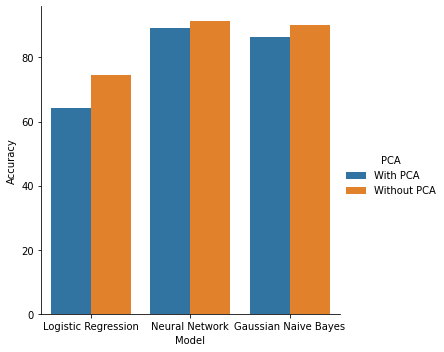 80
60
40
20
0
Accuracy
Logistic Regression
Neural Network
Gaussian Naive Bayes
Model
PCA
With PCA
Without PCA